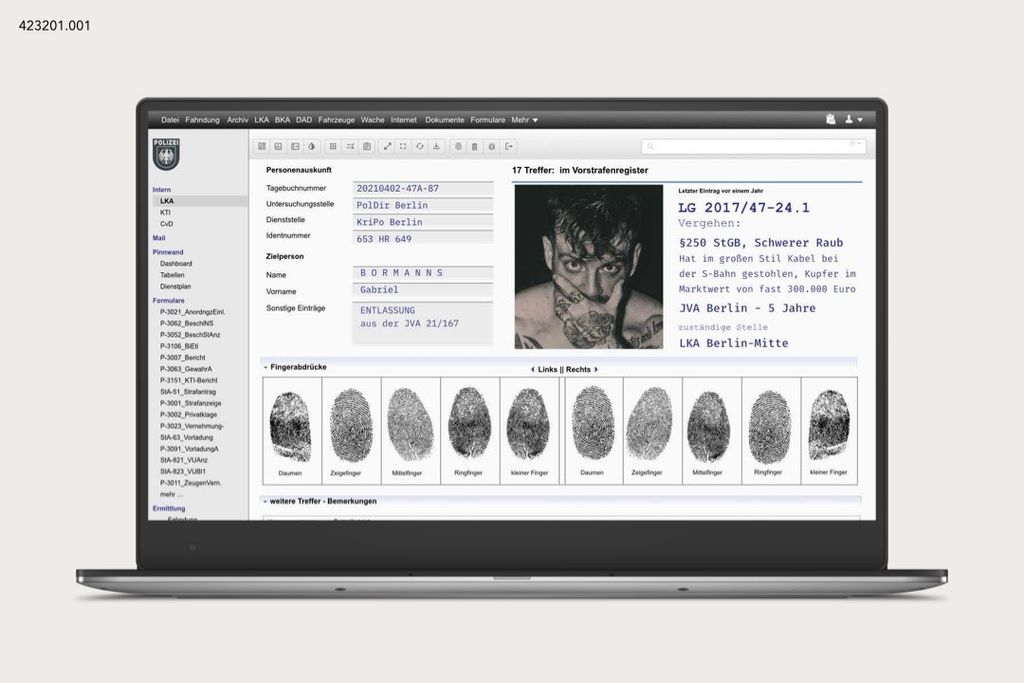 423201.001
Datei Fahndung Archiv LKA BKA DAD Fahrzeuge Wache Internet Dokumente Formulare Mehr
POLIZEI
Intern
LKA
KTI
CvD
Mail
Pinnwand
Dashboard
Tabellen
Dienstplan
Formulare
P-3021_AnordngzEinl.
P-3062_BeschlNS
P-3052_BeschStAnz
P-3106_BiEti
P-3007_Bericht
P-3063_GewahrA
P-3151_KTI-Bericht
StA-51_Strafantrag
P-3001_Strafanzeige
P-3002_Privatklage
P-3023_Vernehmung-
StA-63_Vorladung
P-3091_VorladungA
StA-821_VUAnz
StA-823_VUBl1
P-3011_ZeugenVern.
mehr ...
Ermittlung
Fahndung
Personenauskunft
Tagebuchnummer 20210402-47A-87
Untersuchungsstelle PolDir Berlin
Dienststelle KriPo Berlin
Identnummer 653 HR 649
Zielperson
Name B O R M A N N S
Vorname Gabriel
Sonstige Einträge ENTLASSUNG
aus der JVA 21/167
17 Treffer: im Vorstrafenregister
Letzter Eintrag vor einem Jahr
LG 2017/47-24.1
Vergehen:
§250 StGB, Schwerer Raub
Hat im großen Stil Kabel bei
der S-Bahn gestohlen, Kupfer im
Marktwert von fast 300.000 Euro
JVA Berlin - 5 Jahre
zuständige Stelle
LKA Berlin-Mitte
Fingerabdrücke
Links || Rechts
Daumen Zeigefinger Mittelfinger Ringfinger kleiner Finger Daumen Zeigefinger Mittelfinger Ringfinger kleiner Finger
weitere Treffer - Bemerkungen